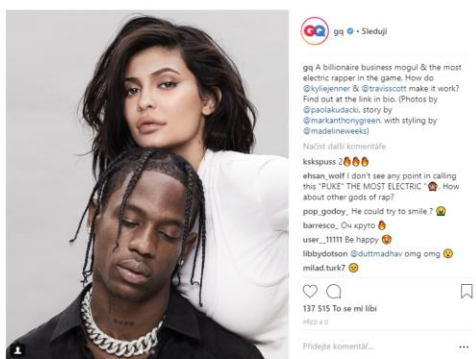 GQ gq • Sleduji
gq A billionaire business mogul & the most
electric rapper in the game. How do
@kyliejenner & @travisscott make it work?
Find out at the link in bio. (Photos by
@paolakudacki, story by
@markanthonygreen, with styling by
@madelineweeks)
Načíst další komentáře
kskspuss 2🔥🔥🔥
ehsan_wolf I don't see any point in calling
this "PUKE" THE MOST ELECTRIC "🙊. How
about other gods of rap?
pop_godoy_ He could try to smile ? 🤮
barresco_ Оч круто 🔥
user__11111 Be happy 😍
libbydotson @duttmadhav omg omg 😮
milad.turk7 😟
137 515 To se mi líbí
Přidejte komentář...